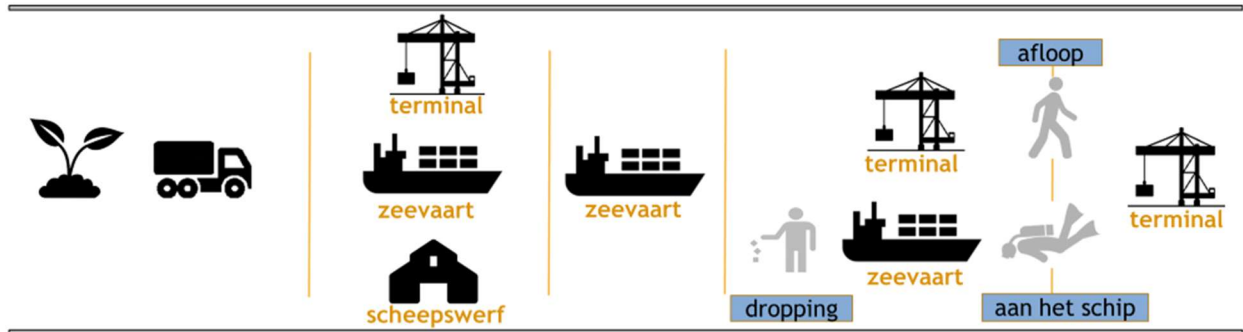 terminal
zeevaart
scheepswerf
zeevaart
dropping
terminal
zeevaart
afloop
aan het schip
terminal